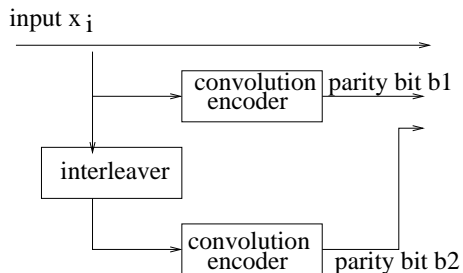 input x i
convolution
encoder
parity bit b1
interleaver
convolution
encoder
parity bit b2